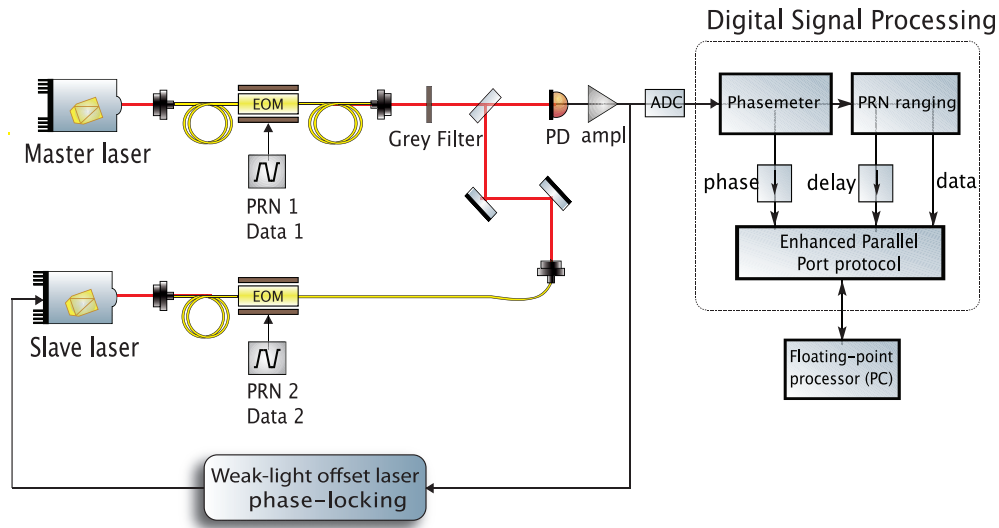 Digital Signal Processing
EOM
ADC
Phasemeter
PRN ranging
Master laser
Grey Filter
PD
ampl
PRN 1
Data 1
phase
delay
data
Enhanced Parallel
Port protocol
EOM
Slave laser
PRN 2
Data 2
Floating-point
processor (PC)
Weak-light offset laser
phase-locking